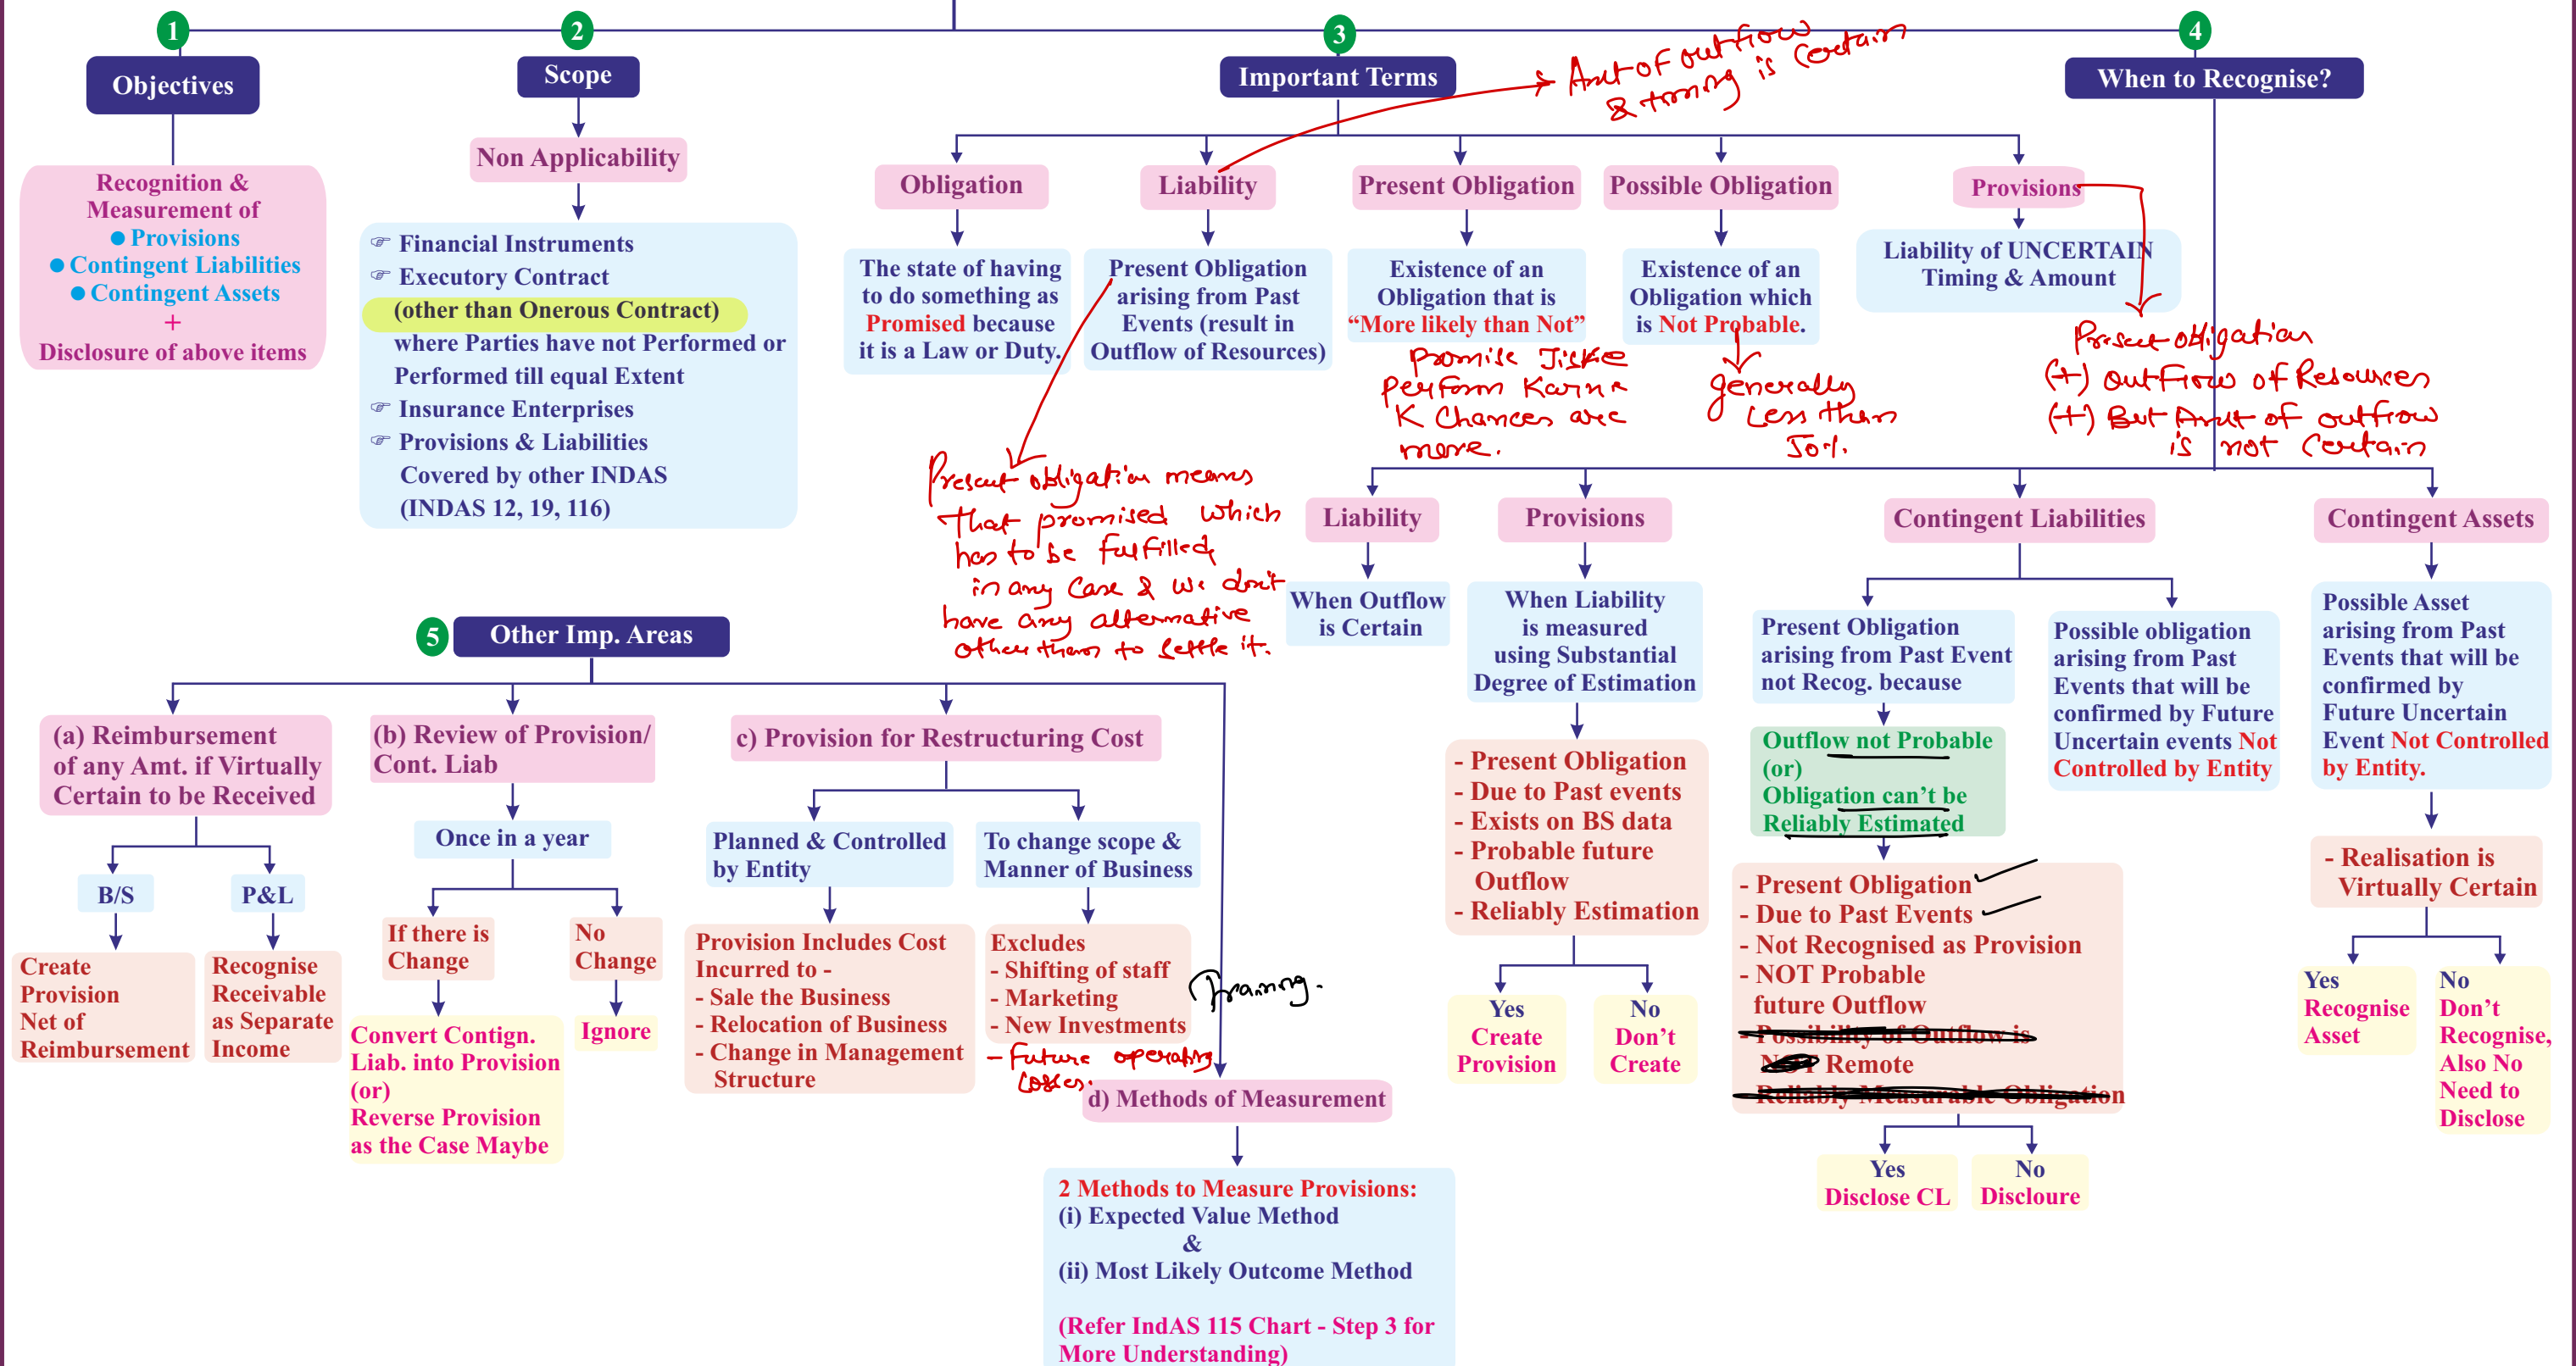 1
Objectives
Recognition &
Measurement of
● Provisions
● Contingent Liabilities
● Contingent Assets
+
Disclosure of above items
2
Scope
Non Applicability
☞ Financial Instruments
☞ Executory Contract
(other than Onerous Contract)
where Parties have not Performed or
Performed till equal Extent
☞ Insurance Enterprises
☞ Provisions & Liabilities
Covered by other INDAS
(INDAS 12, 19, 116)
3
Important Terms
Amt of outflow
& timing is Certain
Obligation
The state of having
to do something as
Promised because
it is a Law or Duty.
Liability
Present Obligation
arising from Past
Events (result in
Outflow of Resources)
Present obligation means
that promised which
has to be fulfilled
in any Case & we don't
have any alternative
other than to settle it.
Present Obligation
Existence of an
Obligation that is
“More likely than Not”
Promise Jiske
perform Karne
K Chances are
more.
Possible Obligation
Existence of an
Obligation which
is Not Probable.
generally
Less than
50%
Provisions
Liability of UNCERTAIN
Timing & Amount
Present obligation
(+) outflow of Resources
(+) But Amt of outflow
is not Certain
4
When to Recognise?
Liability
When Outflow
is Certain
Provisions
When Liability
is measured
using Substantial
Degree of Estimation
- Present Obligation
- Due to Past events
- Exists on BS data
- Probable future
Outflow
- Reliably Estimation
Yes
Create
Provision
No
Don’t
Create
Contingent Liabilities
Present Obligation
arising from Past Event
not Recog. because
Outflow not Probable
(or)
Obligation can’t be
Reliably Estimated
- Present Obligation
- Due to Past Events
- Not Recognised as Provision
- NOT Probable
future Outflow
- Possibility of Outflow is
NOT Remote
- Reliably Measurable Obligation
Yes
Disclose CL
No
Discloure
Possible obligation
arising from Past
Events that will be
confirmed by Future
Uncertain events Not
Controlled by Entity
Contingent Assets
Possible Asset
arising from Past
Events that will be
confirmed by
Future Uncertain
Event Not Controlled
by Entity.
- Realisation is
Virtually Certain
Yes
Recognise
Asset
No
Don’t
Recognise,
Also No
Need to
Disclose
5
Other Imp. Areas
(a) Reimbursement
of any Amt. if Virtually
Certain to be Received
B/S
Create
Provision
Net of
Reimbursement
P&L
Recognise
Receivable
as Separate
Income
(b) Review of Provision/
Cont. Liab
Once in a year
If there is
Change
Convert Contign.
Liab. into Provision
(or)
Reverse Provision
as the Case Maybe
No
Change
Ignore
c) Provision for Restructuring Cost
Planned & Controlled
by Entity
Provision Includes Cost
Incurred to -
- Sale the Business
- Relocation of Business
- Change in Management
Structure
To change scope &
Manner of Business
Excludes
- Shifting of staff
- Marketing
- New Investments
Training.
- Future operating
Losses.
d) Methods of Measurement
2 Methods to Measure Provisions:
(i) Expected Value Method
&
(ii) Most Likely Outcome Method
(Refer IndAS 115 Chart - Step 3 for
More Understanding)